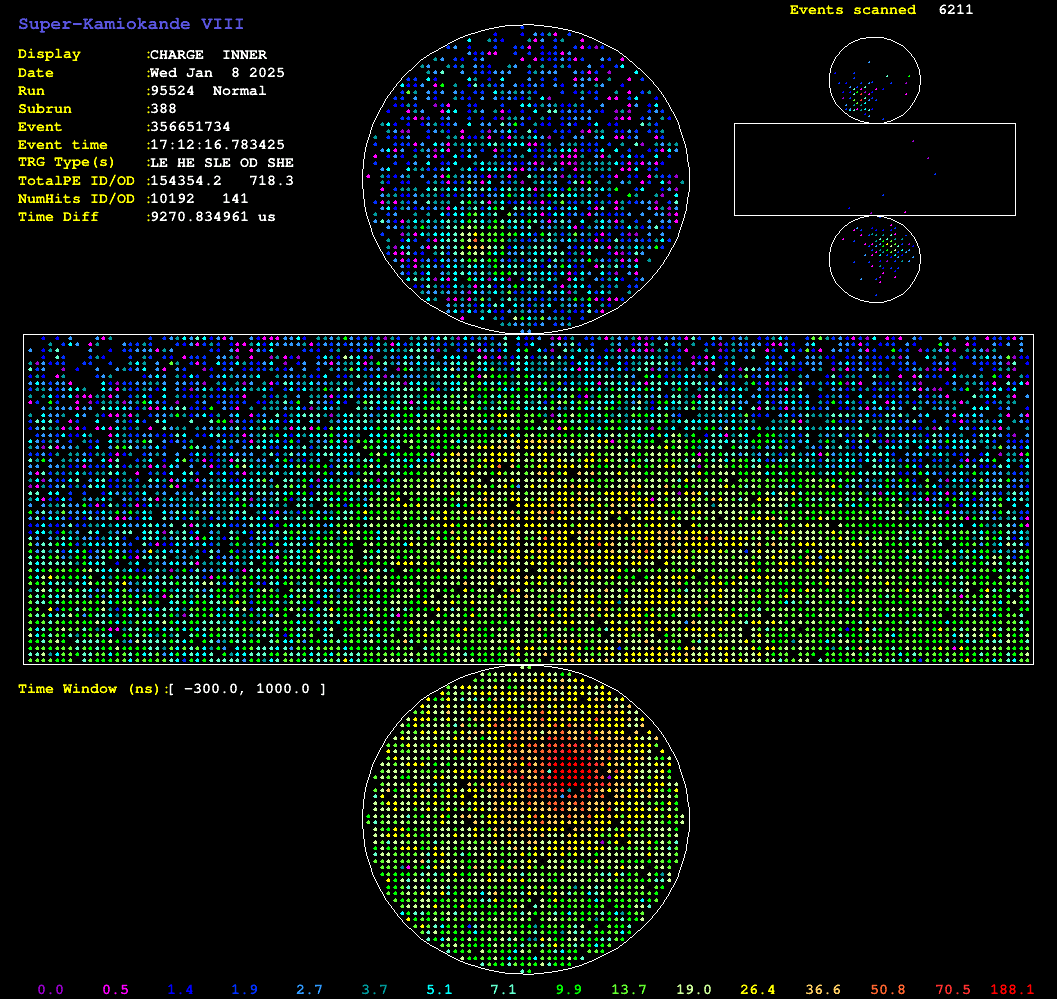 Super-Kamiokande VIII
Events scanned 6211
Display :CHARGE INNER
Date :Wed Jan 8 2025
Run :95524 Normal
Subrun :388
Event :356651734
Event time :17:12:16.783425
TRG Type(s) :LE HE SLE OD SHE
TotalPE ID/OD :154354.2 718.3
NumHits ID/OD :10192 141
Time Diff :9270.834961 us
Time Window (ns):[ -300.0, 1000.0 ]
0.0 0.5 1.4 1.9 2.7 3.7 5.1 7.1 9.9 13.7 19.0 26.4 36.6 50.8 70.5 188.1